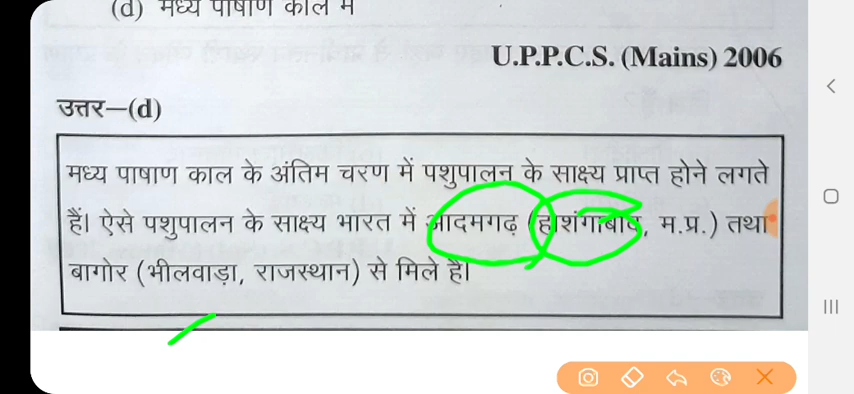 (d) मध्य पाषाण काल में
U.P.P.C.S. (Mains) 2006
उत्तर—(d)
मध्य पाषाण काल के अंतिम चरण में पशुपालन के साक्ष्य प्राप्त होने लगते
हैं। ऐसे पशुपालन के साक्ष्य भारत में आदमगढ़ (होशंगाबाद, म.प्र.) तथा
बागोर (भीलवाड़ा, राजस्थान) से मिले हैं।